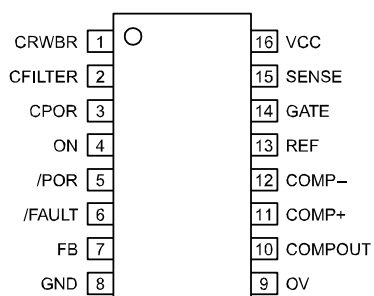 CRWBR 1 16 VCC
CFILTER 2 15 SENSE
CPOR 3 14 GATE
ON 4 13 REF
/POR 5 12 COMP–
/FAULT 6 11 COMP+
FB 7 10 COMPOUT
GND 8 9 OV